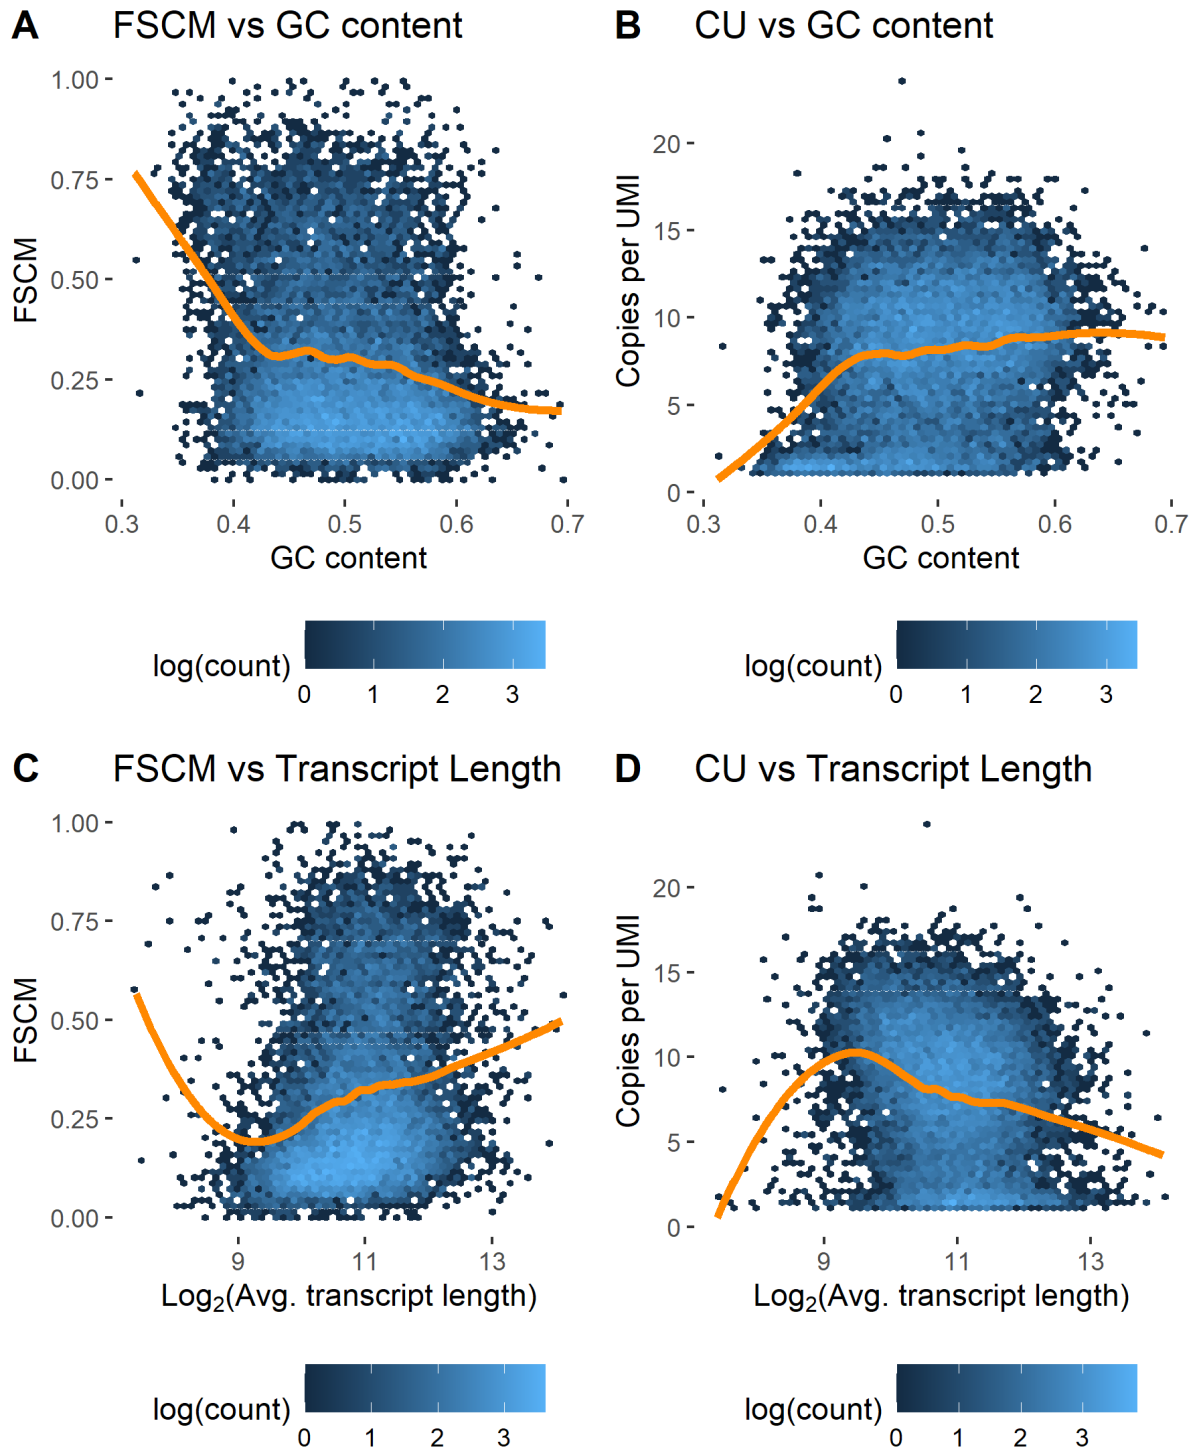 A FSCM vs GC content
1.00
0.75
0.50
0.25
0.00
FSCM
0.3 0.4 0.5 0.6 0.7
GC content
log(count)
0 1 2 3
B CU vs GC content
20
15
10
5
0
Copies per UMI
0.3 0.4 0.5 0.6 0.7
GC content
log(count)
0 1 2 3
C FSCM vs Transcript Length
1.00
0.75
0.50
0.25
0.00
FSCM
9 11 13
Log₂(Avg. transcript length)
log(count)
0 1 2 3
D CU vs Transcript Length
20
15
10
5
0
Copies per UMI
9 11 13
Log₂(Avg. transcript length)
log(count)
0 1 2 3